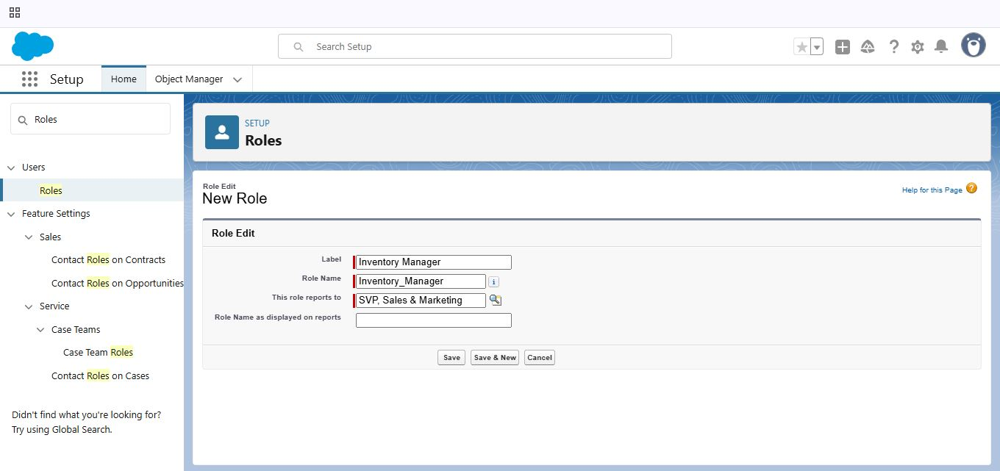 Search Setup
Setup
Home
Object Manager
Roles
Users
Roles
Feature Settings
Sales
Contact Roles on Contracts
Contact Roles on Opportunities
Service
Case Teams
Case Team Roles
Contact Roles on Cases
Didn't find what you're looking for?
Try using Global Search.
SETUP
Roles
Role Edit
New Role
Help for this Page ?
Role Edit
Label Inventory Manager
Role Name Inventory_Manager i
This role reports to SVP, Sales & Marketing
Role Name as displayed on reports
Save Save & New Cancel